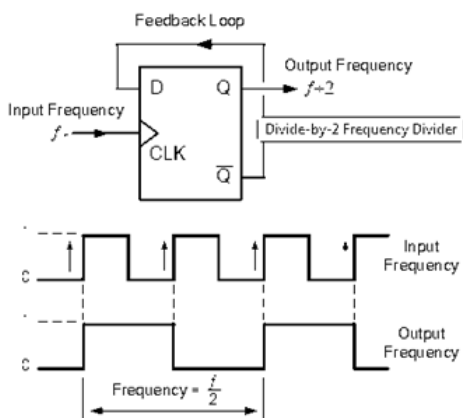 Feedback Loop
D
Q
Output Frequency
f÷2
Input Frequency
f
CLK
Divide-by-2 Frequency Divider
Q̅
Input
Frequency
Output
Frequency
Frequency = f/2